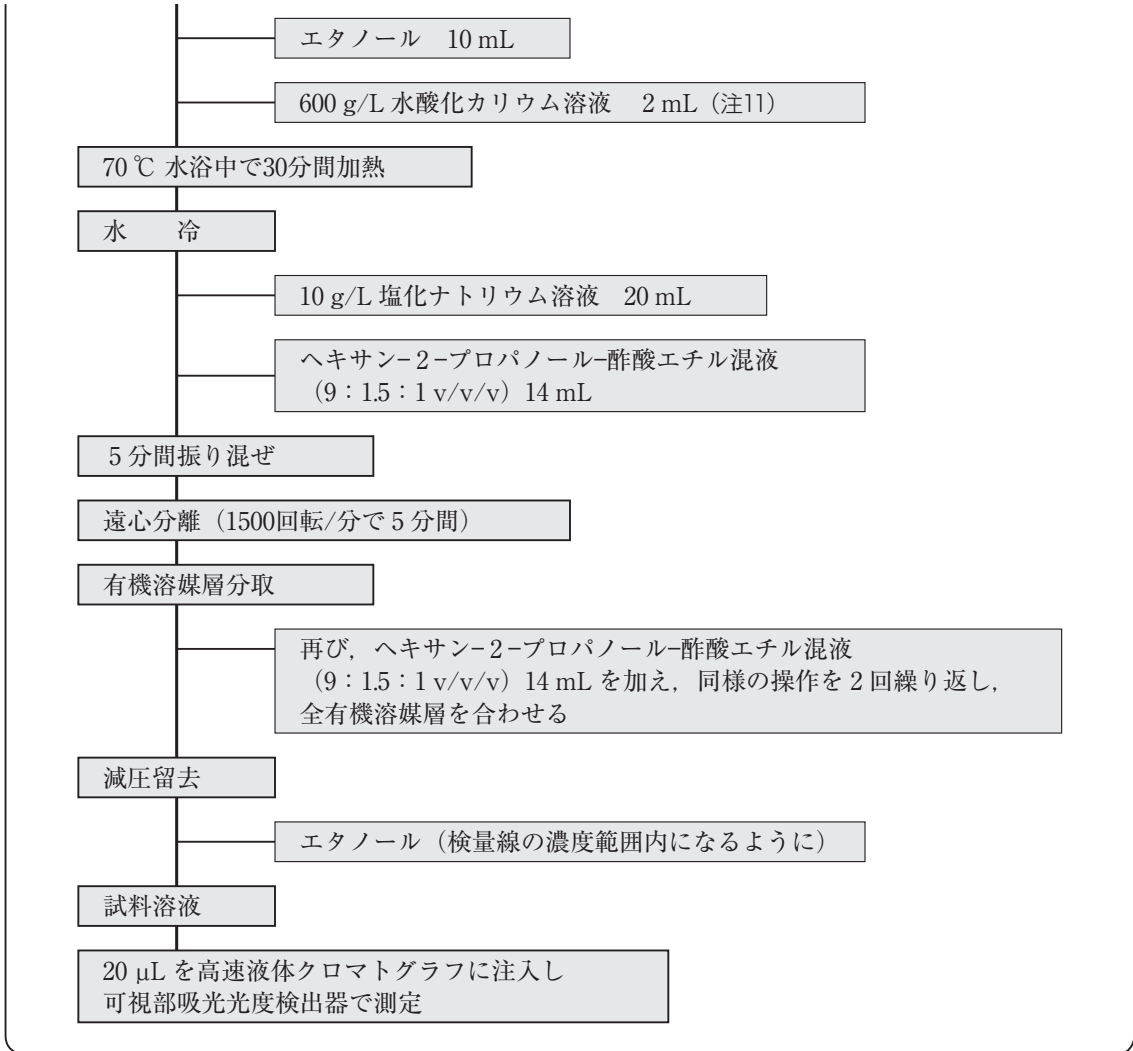 エタノール 10 mL
600 g/L 水酸化カリウム溶液 2 mL（注11）
70 ℃ 水浴中で30分間加熱
水 冷
10 g/L 塩化ナトリウム溶液 20 mL
ヘキサン−2−プロパノール−酢酸エチル混液
（9：1.5：1 v/v/v）14 mL
5分間振り混ぜ
遠心分離（1500回転/分で5分間）
有機溶媒層分取
再び，ヘキサン−2−プロパノール−酢酸エチル混液
（9：1.5：1 v/v/v）14 mL を加え，同様の操作を2回繰り返し，
全有機溶媒層を合わせる
減圧留去
エタノール（検量線の濃度範囲内になるように）
試料溶液
20 μL を高速液体クロマトグラフに注入し
可視部吸光光度検出器で測定